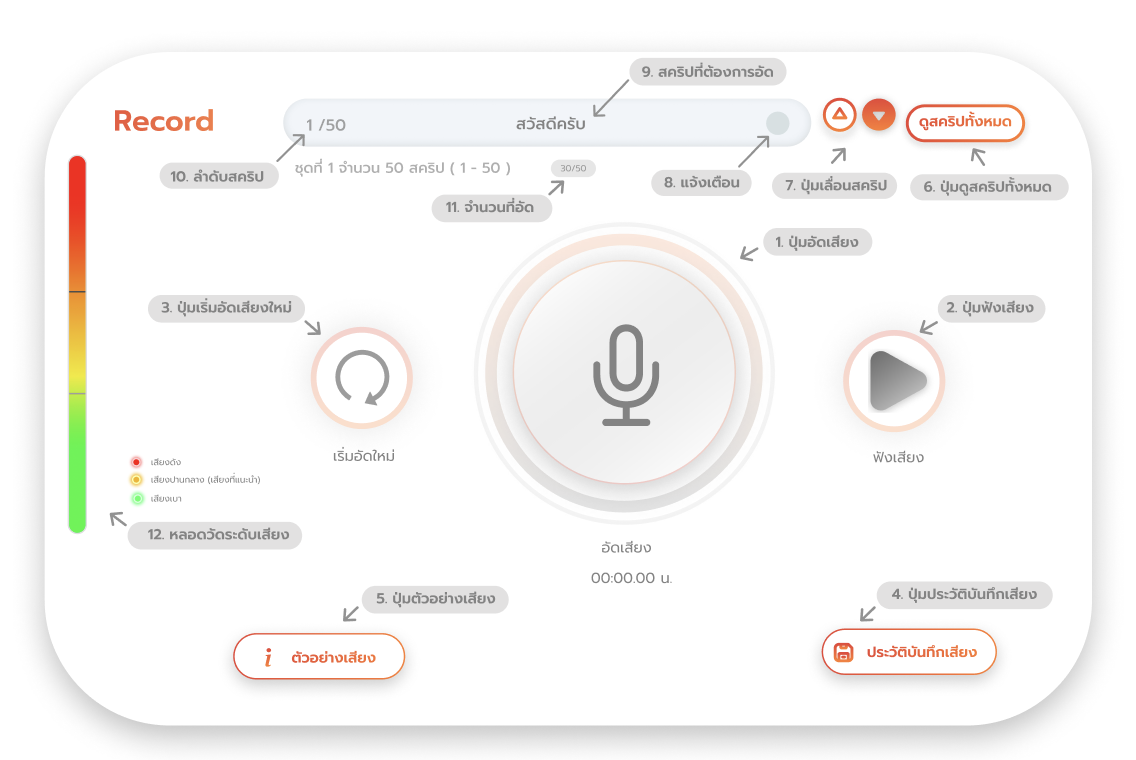 9. สคริปที่ต้องการอัด
Record
1 /50
สวัสดีครับ
ดูสคริปทั้งหมด
10. ลำดับสคริป
ชุดที่ 1 จำนวน 50 สคริป ( 1 - 50 )
30/50
8. แจ้งเตือน
7. ปุ่มเลื่อนสคริป
6. ปุ่มดูสคริปทั้งหมด
11. จำนวนที่อัด
1. ปุ่มอัดเสียง
3. ปุ่มเริ่มอัดเสียงใหม่
2. ปุ่มฟังเสียง
เริ่มอัดใหม่
ฟังเสียง
เสียงดัง
เสียงปานกลาง (เสียงที่แนะนำ)
เสียงเบา
12. หลอดวัดระดับเสียง
อัดเสียง
00:00.00 น.
5. ปุ่มตัวอย่างเสียง
4. ปุ่มประวัติบันทึกเสียง
i ตัวอย่างเสียง
ประวัติบันทึกเสียง